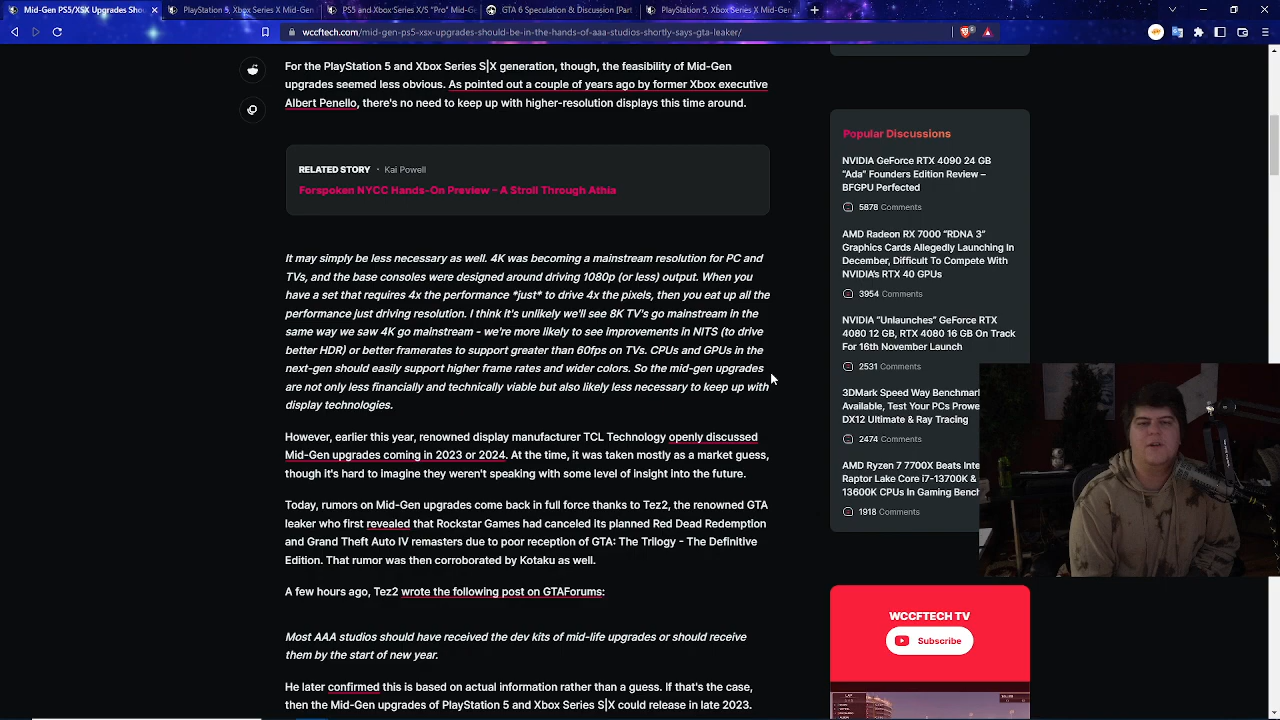 Mid-Gen PS5/XSX Upgrades Shoul
PlayStation 5, Xbox Series X Mid-Gen
PS5 and Xbox Series X/S "Pro" Mid-G
GTA 6 Speculation & Discussion [Part
PlayStation 5, Xbox Series X Mid-Gen
wccftech.com/mid-gen-ps5-xsx-upgrades-should-be-in-the-hands-of-aaa-studios-shortly-says-gta-leaker/
For the PlayStation 5 and Xbox Series S|X generation, though, the feasibility of Mid-Gen
upgrades seemed less obvious. As pointed out a couple of years ago by former Xbox executive
Albert Penello, there's no need to keep up with higher-resolution displays this time around.
RELATED STORY • Kai Powell
Forspoken NYCC Hands-On Preview – A Stroll Through Athia
It may simply be less necessary as well. 4K was becoming a mainstream resolution for PC and
TVs, and the base consoles were designed around driving 1080p (or less) output. When you
have a set that requires 4x the performance *just* to drive 4x the pixels, then you eat up all the
performance just driving resolution. I think it's unlikely we'll see 8K TV's go mainstream in the
same way we saw 4K go mainstream - we're more likely to see improvements in NITS (to drive
better HDR) or better framerates to support greater than 60fps on TVs. CPUs and GPUs in the
next-gen should easily support higher frame rates and wider colors. So the mid-gen upgrades
are not only less financially and technically viable but also likely less necessary to keep up with
display technologies.
However, earlier this year, renowned display manufacturer TCL Technology openly discussed
Mid-Gen upgrades coming in 2023 or 2024. At the time, it was taken mostly as a market guess,
though it's hard to imagine they weren't speaking with some level of insight into the future.
Today, rumors on Mid-Gen upgrades come back in full force thanks to Tez2, the renowned GTA
leaker who first revealed that Rockstar Games had canceled its planned Red Dead Redemption
and Grand Theft Auto IV remasters due to poor reception of GTA: The Trilogy - The Definitive
Edition. That rumor was then corroborated by Kotaku as well.
A few hours ago, Tez2 wrote the following post on GTAForums:
Most AAA studios should have received the dev kits of mid-life upgrades or should receive
them by the start of new year.
He later confirmed this is based on actual information rather than a guess. If that's the case,
then the Mid-Gen upgrades of PlayStation 5 and Xbox Series S|X could release in late 2023.
Popular Discussions
NVIDIA GeForce RTX 4090 24 GB
"Ada" Founders Edition Review –
BFGPU Perfected
5878 Comments
AMD Radeon RX 7000 "RDNA 3"
Graphics Cards Allegedly Launching In
December, Difficult To Compete With
NVIDIA's RTX 40 GPUs
3954 Comments
NVIDIA "Unlaunches" GeForce RTX
4080 12 GB, RTX 4080 16 GB On Track
For 16th November Launch
2531 Comments
3DMark Speed Way Benchmark
Available, Test Your PCs Prowe
DX12 Ultimate & Ray Tracing
2474 Comments
AMD Ryzen 7 7700X Beats Inte
Raptor Lake Core i7-13700K &
13600K CPUs In Gaming Bench
1918 Comments
WCCFTECH TV
Subscribe